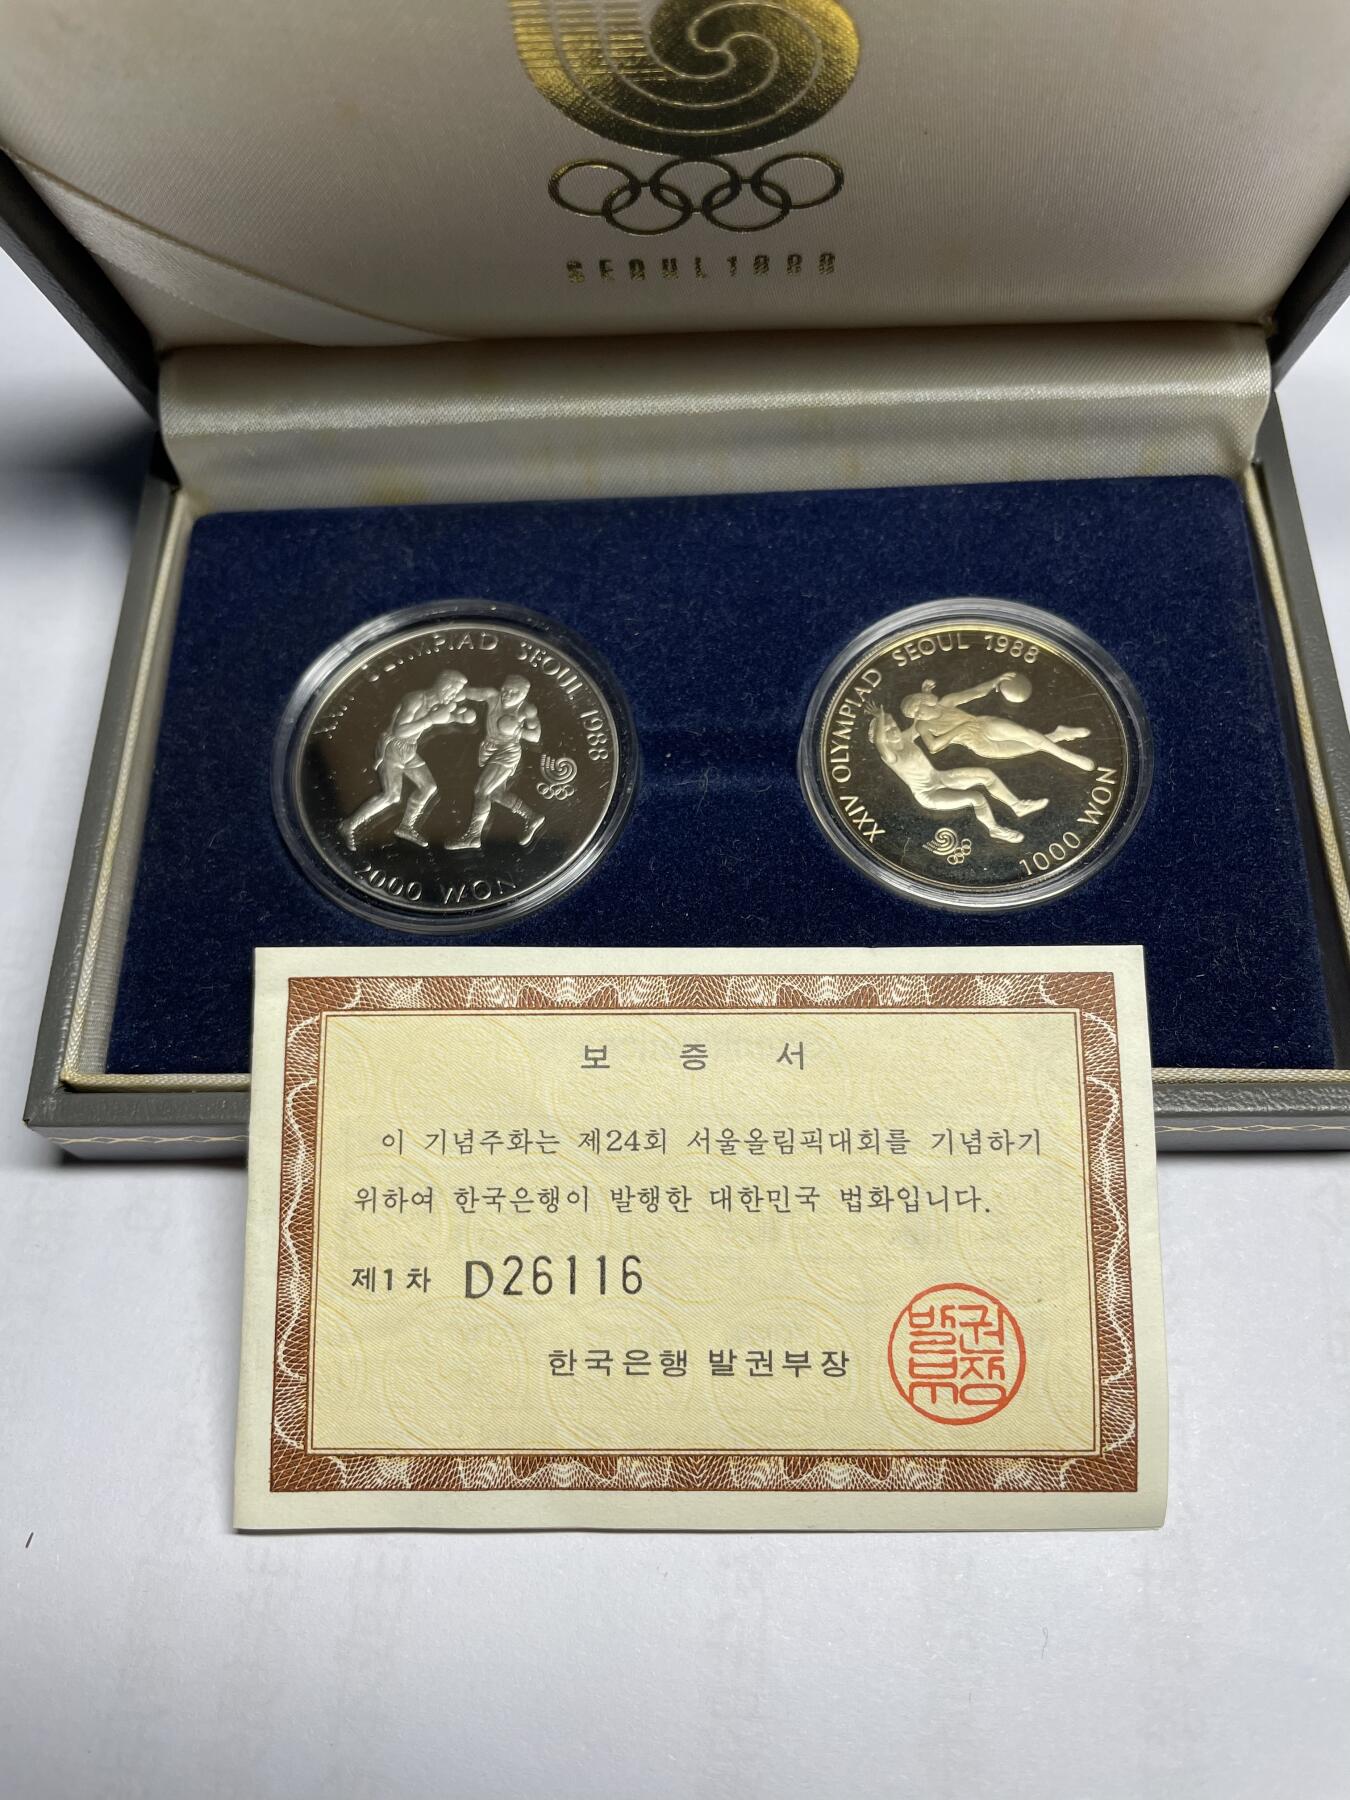 SEOUL 1988
XXIV OLYMPIAD SEOUL 1988
2000 WON
XXIV OLYMPIAD SEOUL 1988
1000 WON
보 증 서
이 기념주화는 제24회 서울올림픽대회를 기념하기
위하여 한국은행이 발행한 대한민국 법화입니다.
제1차 D26116
한국은행 발권부장
발권
부장